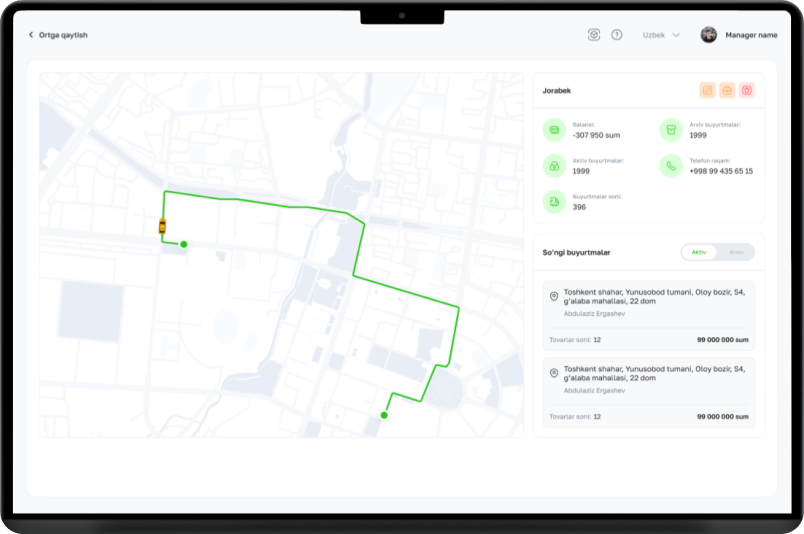 Ortga qaytish
Uzbek
Manager name
Jorabek
Balansi:
-307 950 sum
Arxiv buyurtmalar:
1999
Aktiv buyurtmalar:
1999
Telefon raqam:
+998 99 435 65 15
Buyurtmalar soni:
396
So'ngi buyurtmalar
Aktiv
Arxiv
Toshkent shahar, Yunusobod tumani, Oloy bozir, S4,
g'alaba mahallasi, 22 dom
Abdulaziz Ergashev
Tovarlar soni: 12
99 000 000 sum
Toshkent shahar, Yunusobod tumani, Oloy bozir, S4,
g'alaba mahallasi, 22 dom
Abdulaziz Ergashev
Tovarlar soni: 12
99 000 000 sum